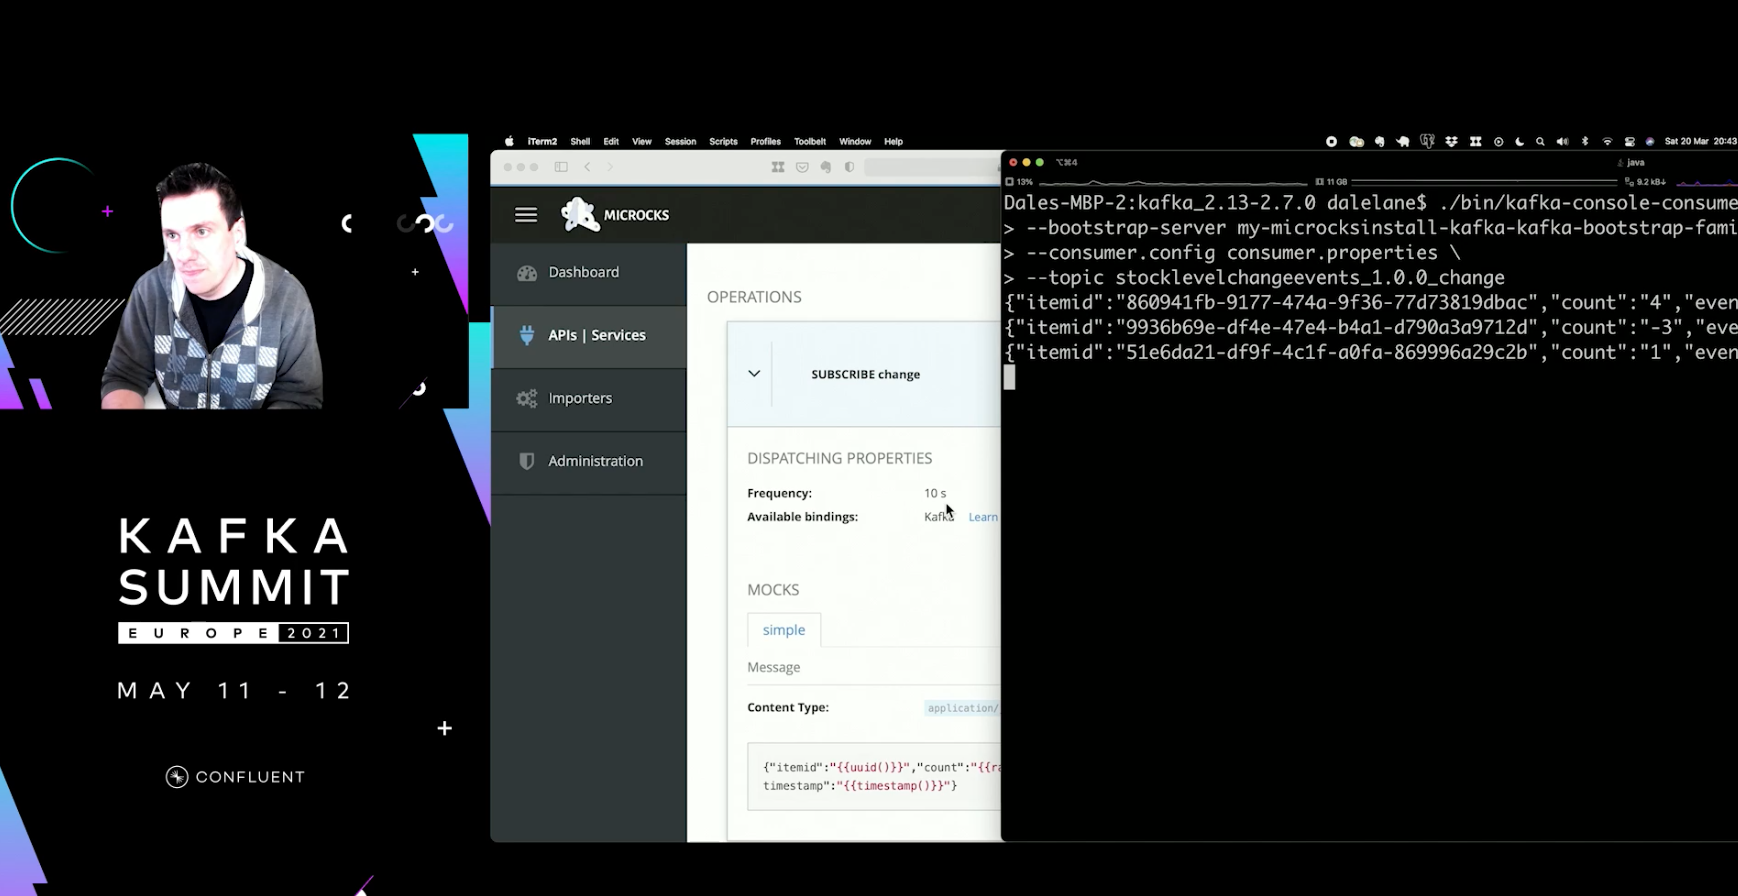 KAFKA
SUMMIT
EUROPE 2021
MAY 11 - 12
CONFLUENT
iTerm2 Shell Edit View Session Scripts Profiles Toolbelt Window Help
Sat 20 Mar 20:43
MICROCKS
Dashboard
APIs | Services
Importers
Administration
OPERATIONS
SUBSCRIBE change
DISPATCHING PROPERTIES
Frequency: 10 s
Available bindings: Kafka Learn
MOCKS
simple
Message
Content Type: application/
{"itemid":"{{uuid()}}","count":"{{ra
timestamp":"{{timestamp()}}"}
⌥⌘4
java
13%
11 GB
9.2 kB↓
Dales-MBP-2:kafka_2.13-2.7.0 dalelane$ ./bin/kafka-console-consume
> --bootstrap-server my-microcksinstall-kafka-kafka-bootstrap-fami
> --consumer.config consumer.properties \
> --topic stocklevelchangeevents_1.0.0_change
{"itemid":"860941fb-9177-474a-9f36-77d73819dbac","count":"4","even
{"itemid":"9936b69e-df4e-47e4-b4a1-d790a3a9712d","count":"-3","eve
{"itemid":"51e6da21-df9f-4c1f-a0fa-869996a29c2b","count":"1","even